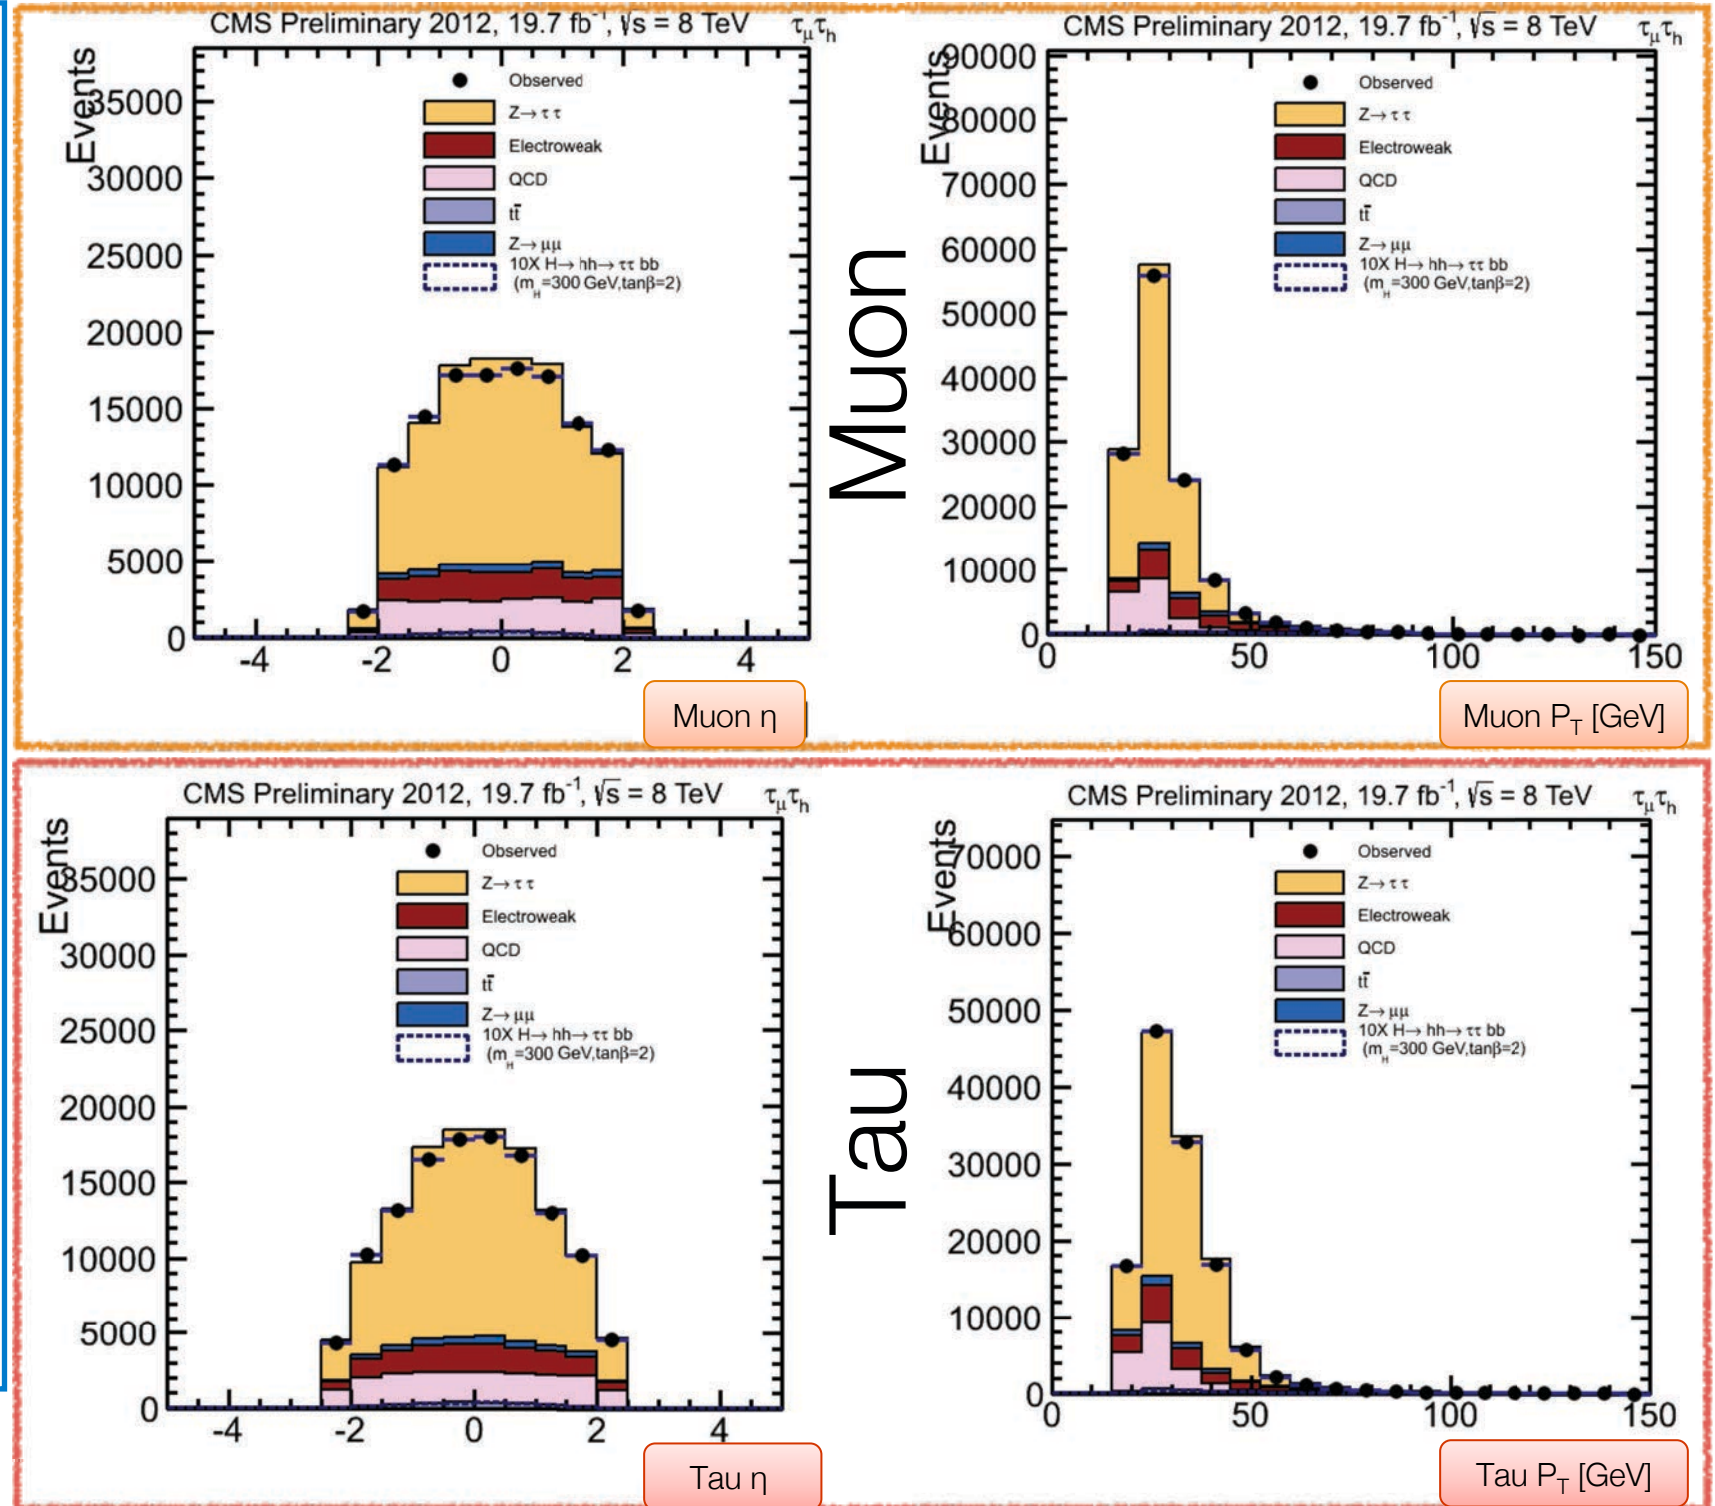 CMS Preliminary 2012, 19.7 fb⁻¹, √s = 8 TeV τμτh
Events
Observed
Z→ττ
Electroweak
QCD
tt̄
Z→μμ
10X H→hh→ττ bb
(mH=300 GeV,tanβ=2)
35000
30000
25000
20000
15000
10000
5000
0
-4 -2 0 2 4
Muon η
Muon
CMS Preliminary 2012, 19.7 fb⁻¹, √s = 8 TeV τμτh
Events
Observed
Z→ττ
Electroweak
QCD
tt̄
Z→μμ
10X H→hh→ττ bb
(mH=300 GeV,tanβ=2)
90000
80000
70000
60000
50000
40000
30000
20000
10000
0
0 50 100 150
Muon PT [GeV]
CMS Preliminary 2012, 19.7 fb⁻¹, √s = 8 TeV τμτh
Events
Observed
Z→ττ
Electroweak
QCD
tt̄
Z→μμ
10X H→hh→ττ bb
(mH=300 GeV,tanβ=2)
35000
30000
25000
20000
15000
10000
5000
0
-4 -2 0 2 4
Tau η
Tau
CMS Preliminary 2012, 19.7 fb⁻¹, √s = 8 TeV τμτh
Events
Observed
Z→ττ
Electroweak
QCD
tt̄
Z→μμ
10X H→hh→ττ bb
(mH=300 GeV,tanβ=2)
70000
60000
50000
40000
30000
20000
10000
0
0 50 100 150
Tau PT [GeV]